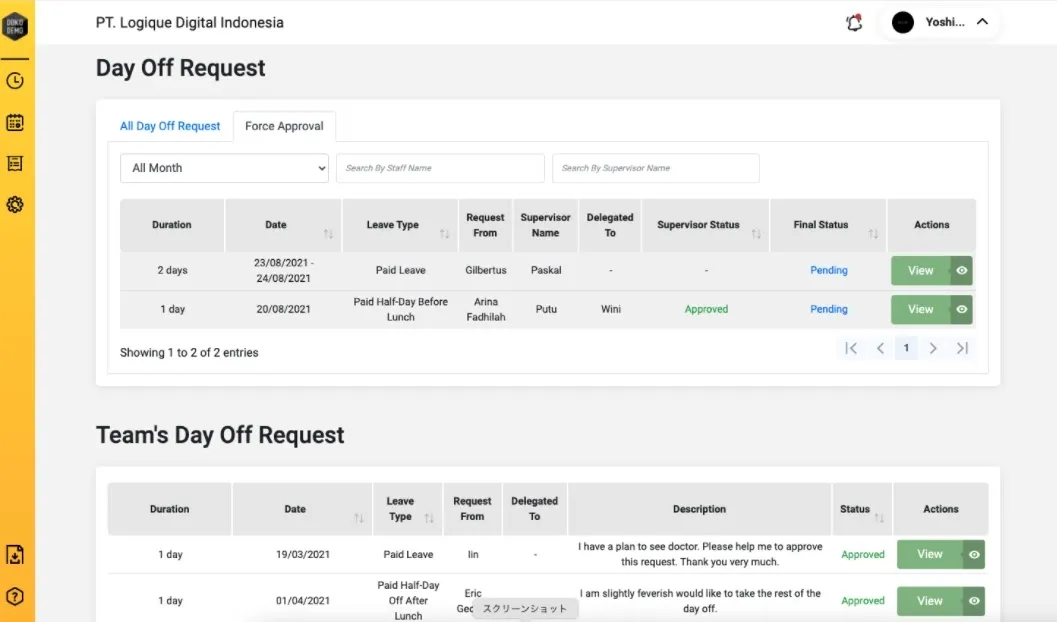 DOKO
DEMO
PT. Logique Digital Indonesia
Yoshi...
Day Off Request
All Day Off Request
Force Approval
All Month
Search By Staff Name
Search By Supervisor Name
Duration Date Leave Type Request From Supervisor Name Delegated To Supervisor Status Final Status Actions
2 days 23/08/2021 - 24/08/2021 Paid Leave Gilbertus Paskal - - Pending View
1 day 20/08/2021 Paid Half-Day Before Lunch Arina Fadhilah Putu Wini Approved Pending View
Showing 1 to 2 of 2 entries
1
Team's Day Off Request
Duration Date Leave Type Request From Delegated To Description Status Actions
1 day 19/03/2021 Paid Leave Iin - I have a plan to see doctor. Please help me to approve this request. Thank you very much. Approved View
1 day 01/04/2021 Paid Half-Day Off After Lunch Eric I am slightly feverish would like to take the rest of the day off. Approved View
スクリーンショット